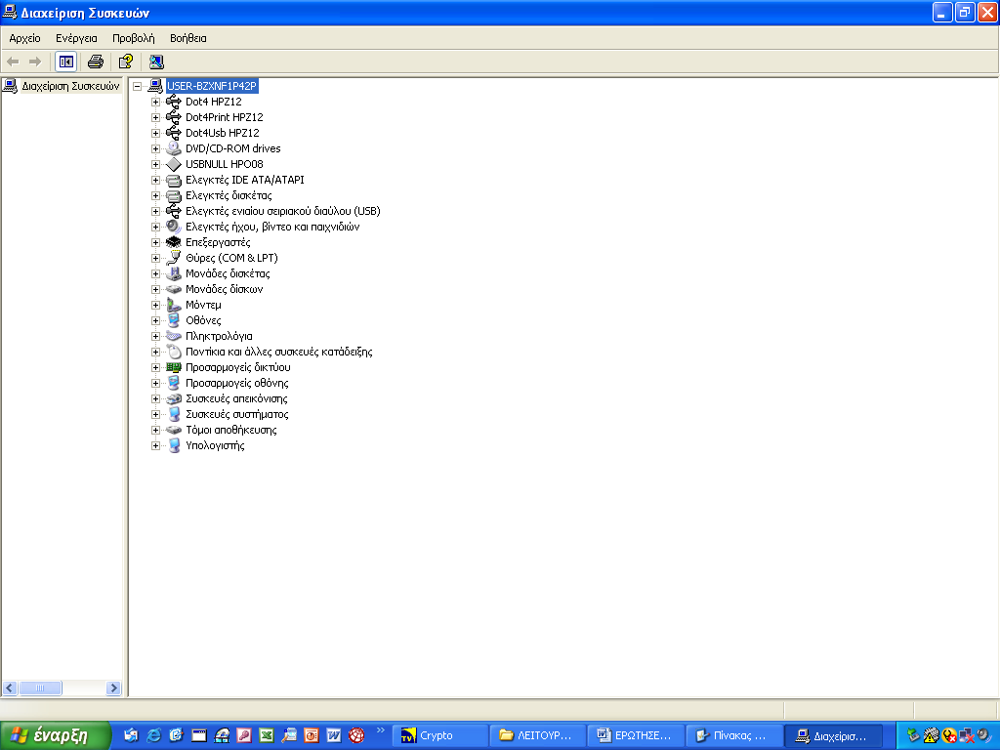 Διαχείριση Συσκευών
Αρχείο Ενέργεια Προβολή Βοήθεια
Διαχείριση Συσκευών
USER-BZXNF1P42P
Dot4 HPZ12
Dot4Print HPZ12
Dot4Usb HPZ12
DVD/CD-ROM drives
USBNULL HPO08
Ελεγκτές IDE ATA/ATAPI
Ελεγκτές δισκέτας
Ελεγκτές ενιαίου σειριακού διαύλου (USB)
Ελεγκτές ήχου, βίντεο και παιχνιδιών
Επεξεργαστές
Θύρες (COM & LPT)
Μονάδες δισκέτας
Μονάδες δίσκων
Μόντεμ
Οθόνες
Πληκτρολόγια
Ποντίκια και άλλες συσκευές κατάδειξης
Προσαρμογείς δικτύου
Προσαρμογείς οθόνης
Συσκευές απεικόνισης
Συσκευές συστήματος
Τόμοι αποθήκευσης
Υπολογιστής
έναρξη Crypto ΛΕΙΤΟΥΡ... ΕΡΩΤΗΣΕ... Πίνακας ... Διαχείρισ...